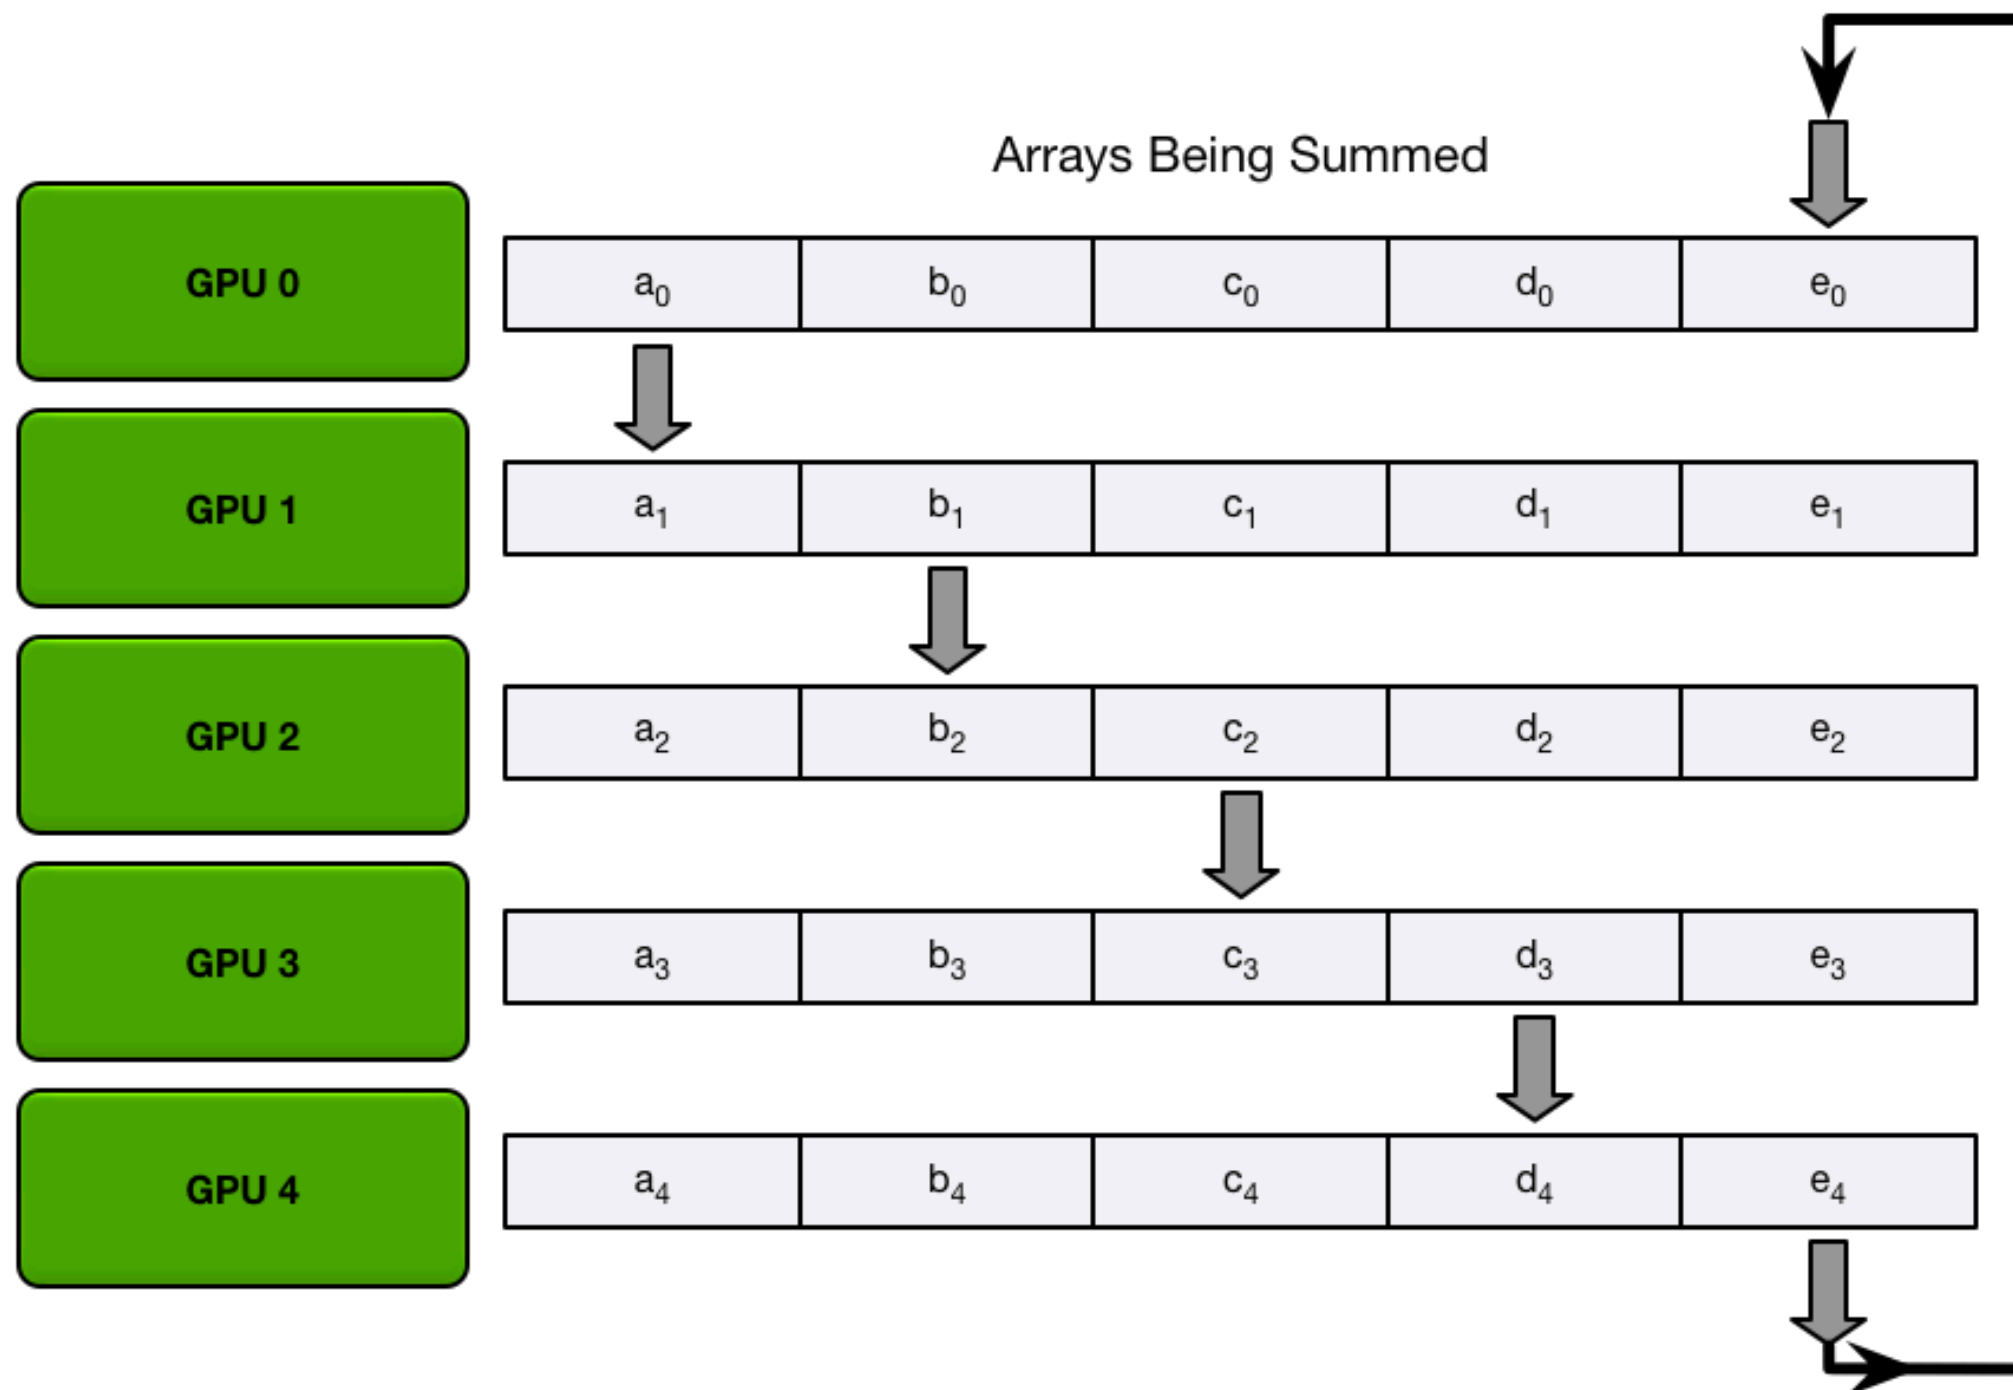 Arrays Being Summed
GPU 0 a₀ b₀ c₀ d₀ e₀
GPU 1 a₁ b₁ c₁ d₁ e₁
GPU 2 a₂ b₂ c₂ d₂ e₂
GPU 3 a₃ b₃ c₃ d₃ e₃
GPU 4 a₄ b₄ c₄ d₄ e₄